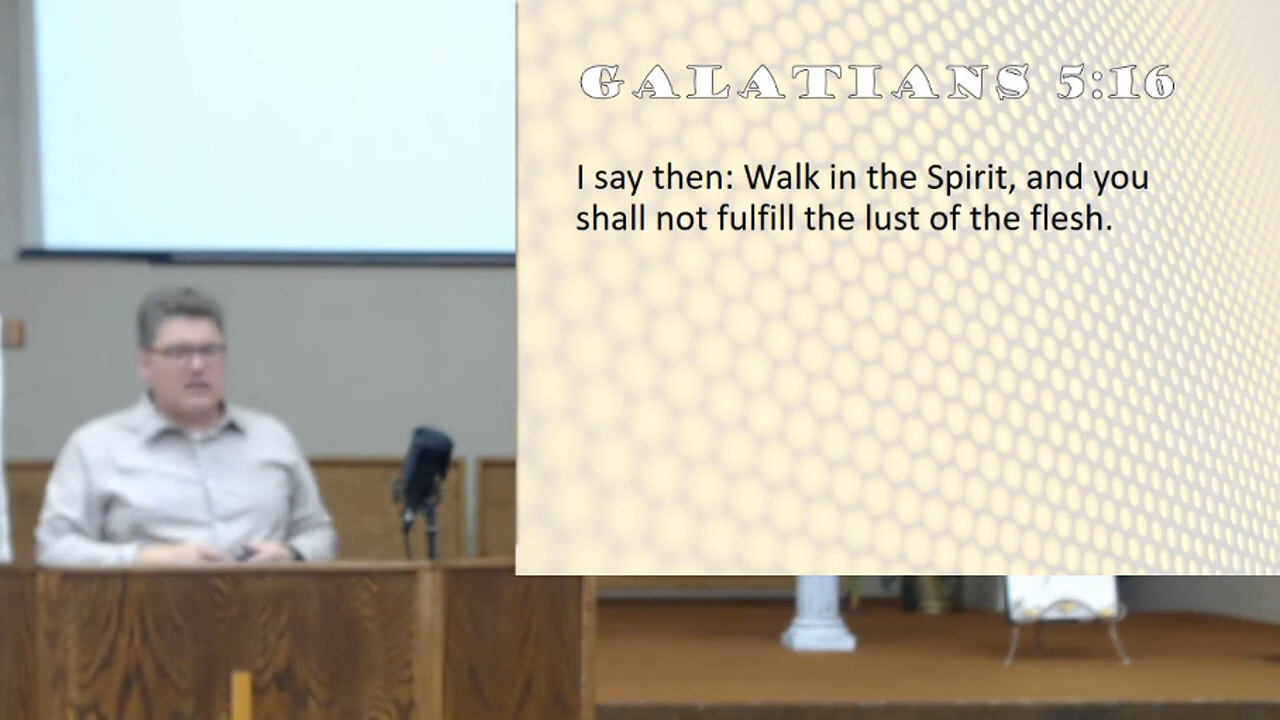 GALATIANS 5:16
I say then: Walk in the Spirit, and you
shall not fulfill the lust of the flesh.